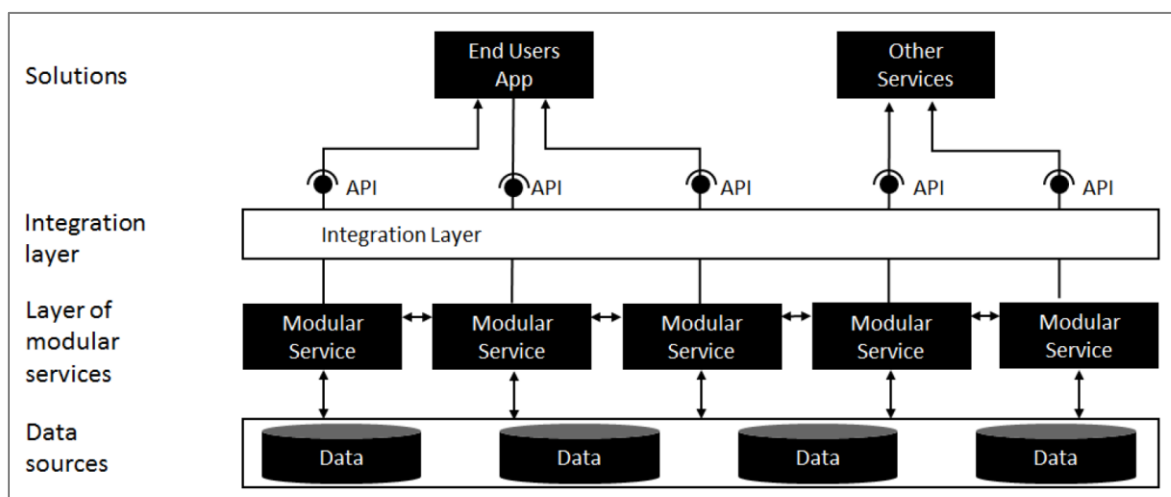 Solutions
End Users
App
Other
Services
API
API
API
API
API
Integration
layer
Integration Layer
Layer of
modular
services
Modular
Service
Modular
Service
Modular
Service
Modular
Service
Modular
Service
Data
sources
Data
Data
Data
Data